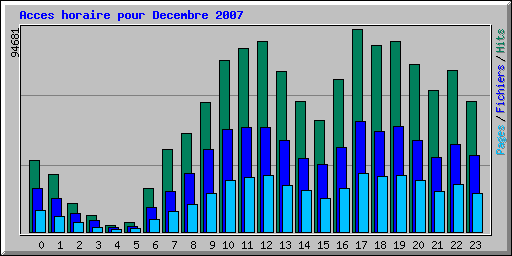 Acces horaire pour Decembre 2007
94681
Pages / Fichiers / Hits
0 1 2 3 4 5 6 7 8 9 10 11 12 13 14 15 16 17 18 19 20 21 22 23